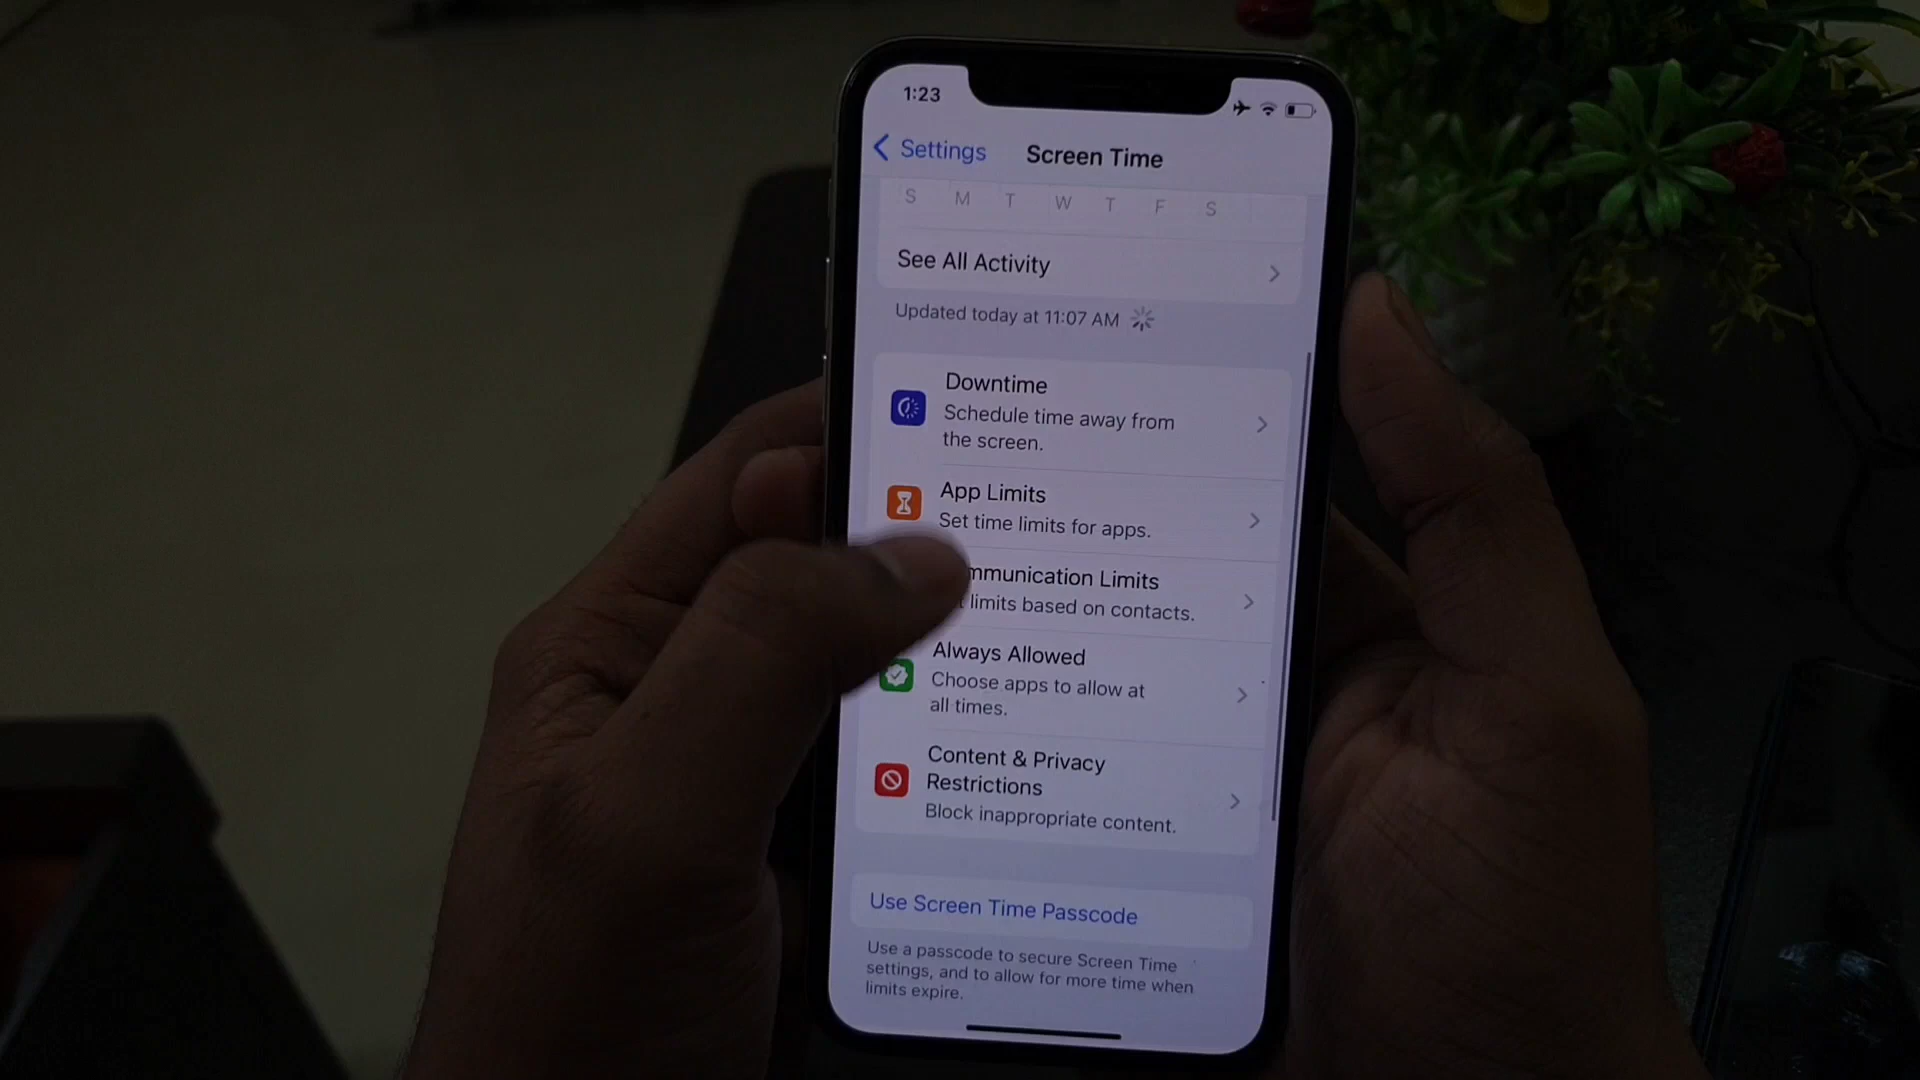 1:23
Settings
Screen Time
S M T W T F S
See All Activity
Updated today at 11:07 AM
Downtime
Schedule time away from
the screen.
App Limits
Set time limits for apps.
mmunication Limits
limits based on contacts.
Always Allowed
Choose apps to allow at
all times.
Content & Privacy
Restrictions
Block inappropriate content.
Use Screen Time Passcode
Use a passcode to secure Screen Time
settings, and to allow for more time when
limits expire.